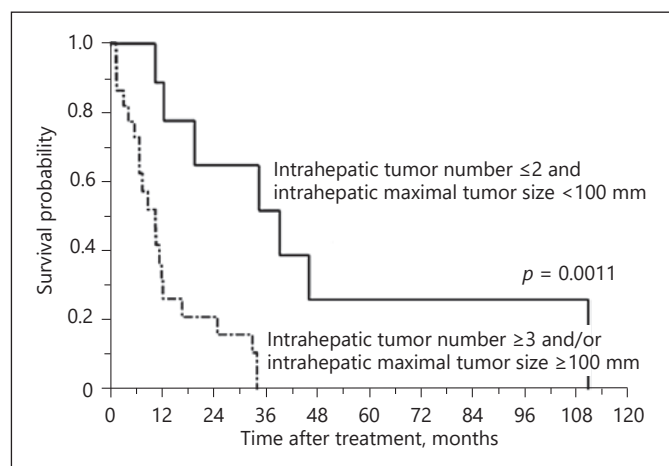 1.0
0.8
0.6
0.4
0.2
0
Survival probability
Intrahepatic tumor number ≤2 and
intrahepatic maximal tumor size <100 mm
p = 0.0011
Intrahepatic tumor number ≥3 and/or
intrahepatic maximal tumor size ≥100 mm
0 12 24 36 48 60 72 84 96 108 120
Time after treatment, months